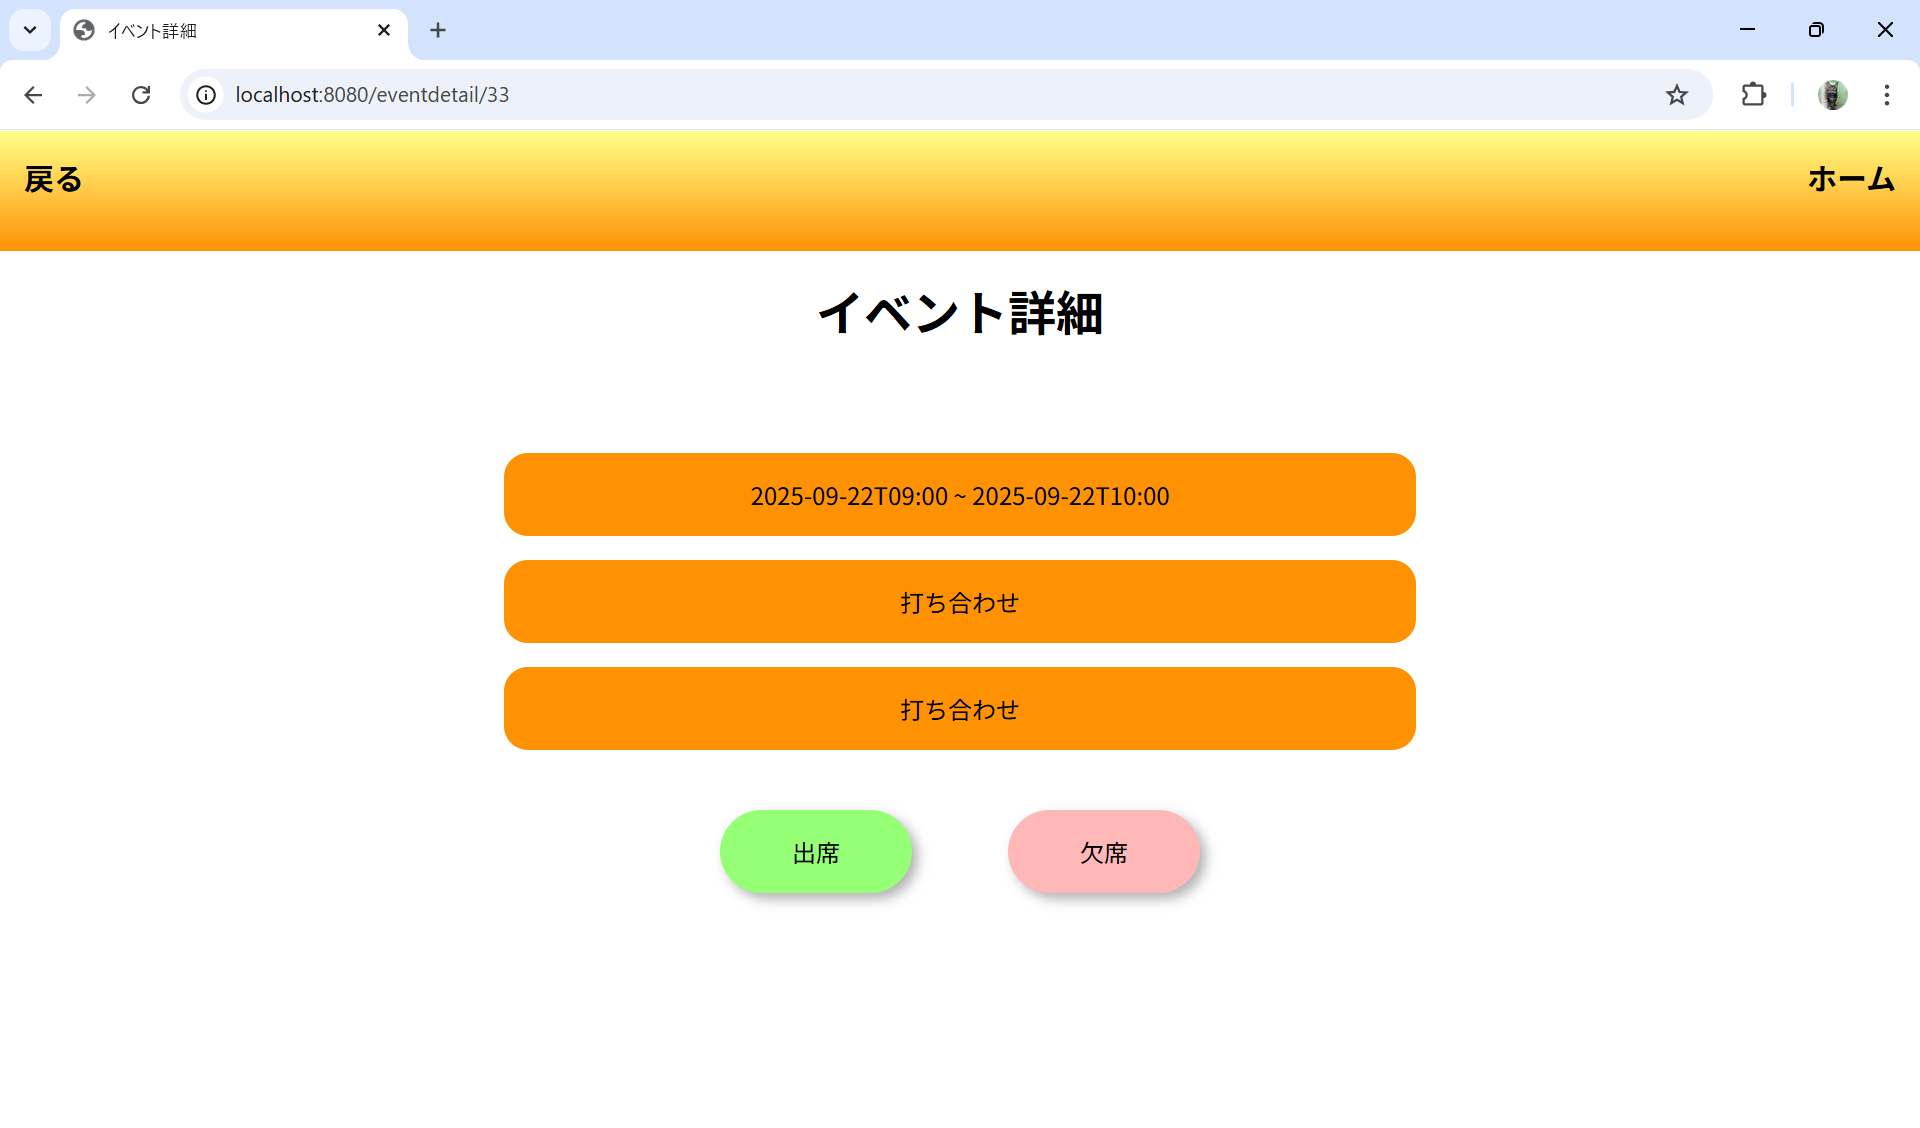 イベント詳細
localhost:8080/eventdetail/33
戻る
ホーム
イベント詳細
2025-09-22T09:00 ~ 2025-09-22T10:00
打ち合わせ
打ち合わせ
出席
欠席